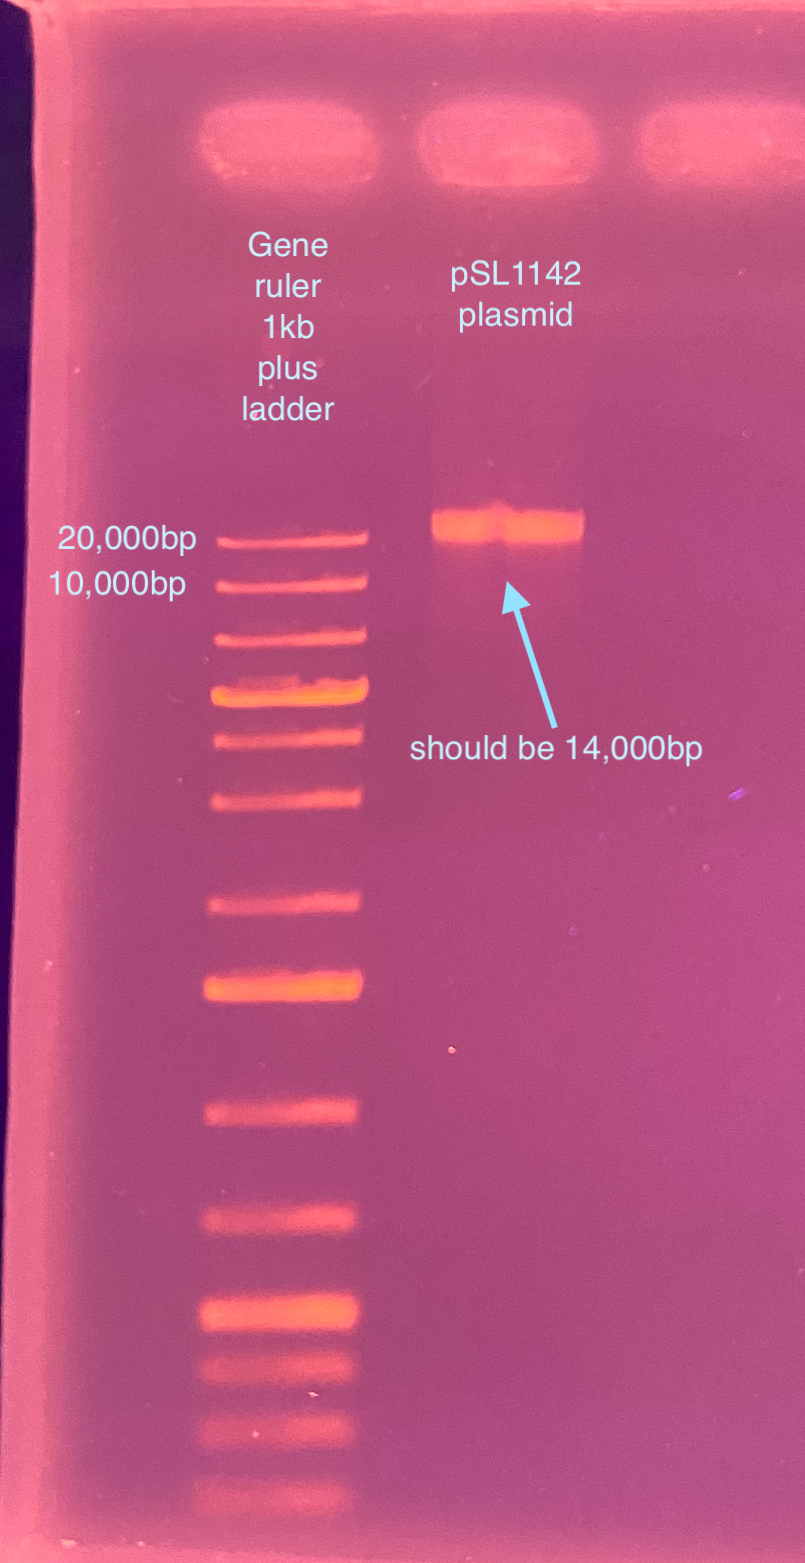 Gene
ruler
1kb
plus
ladder
pSL1142
plasmid
20,000bp
10,000bp
should be 14,000bp